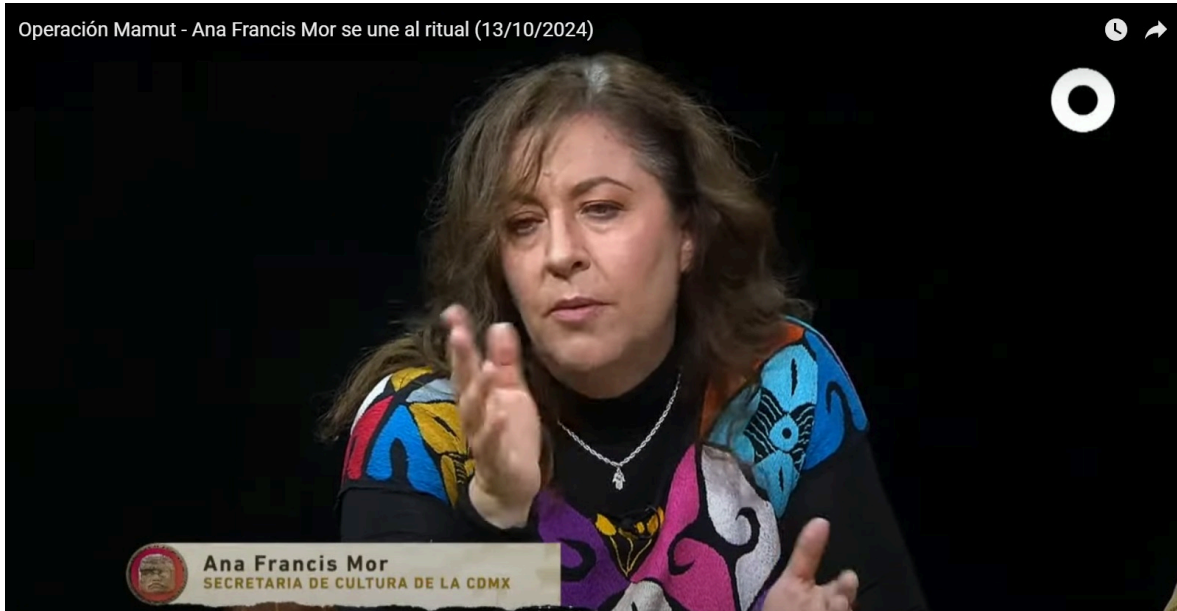 Operación Mamut - Ana Francis Mor se une al ritual (13/10/2024)
Ana Francis Mor
SECRETARIA DE CULTURA DE LA CDMX